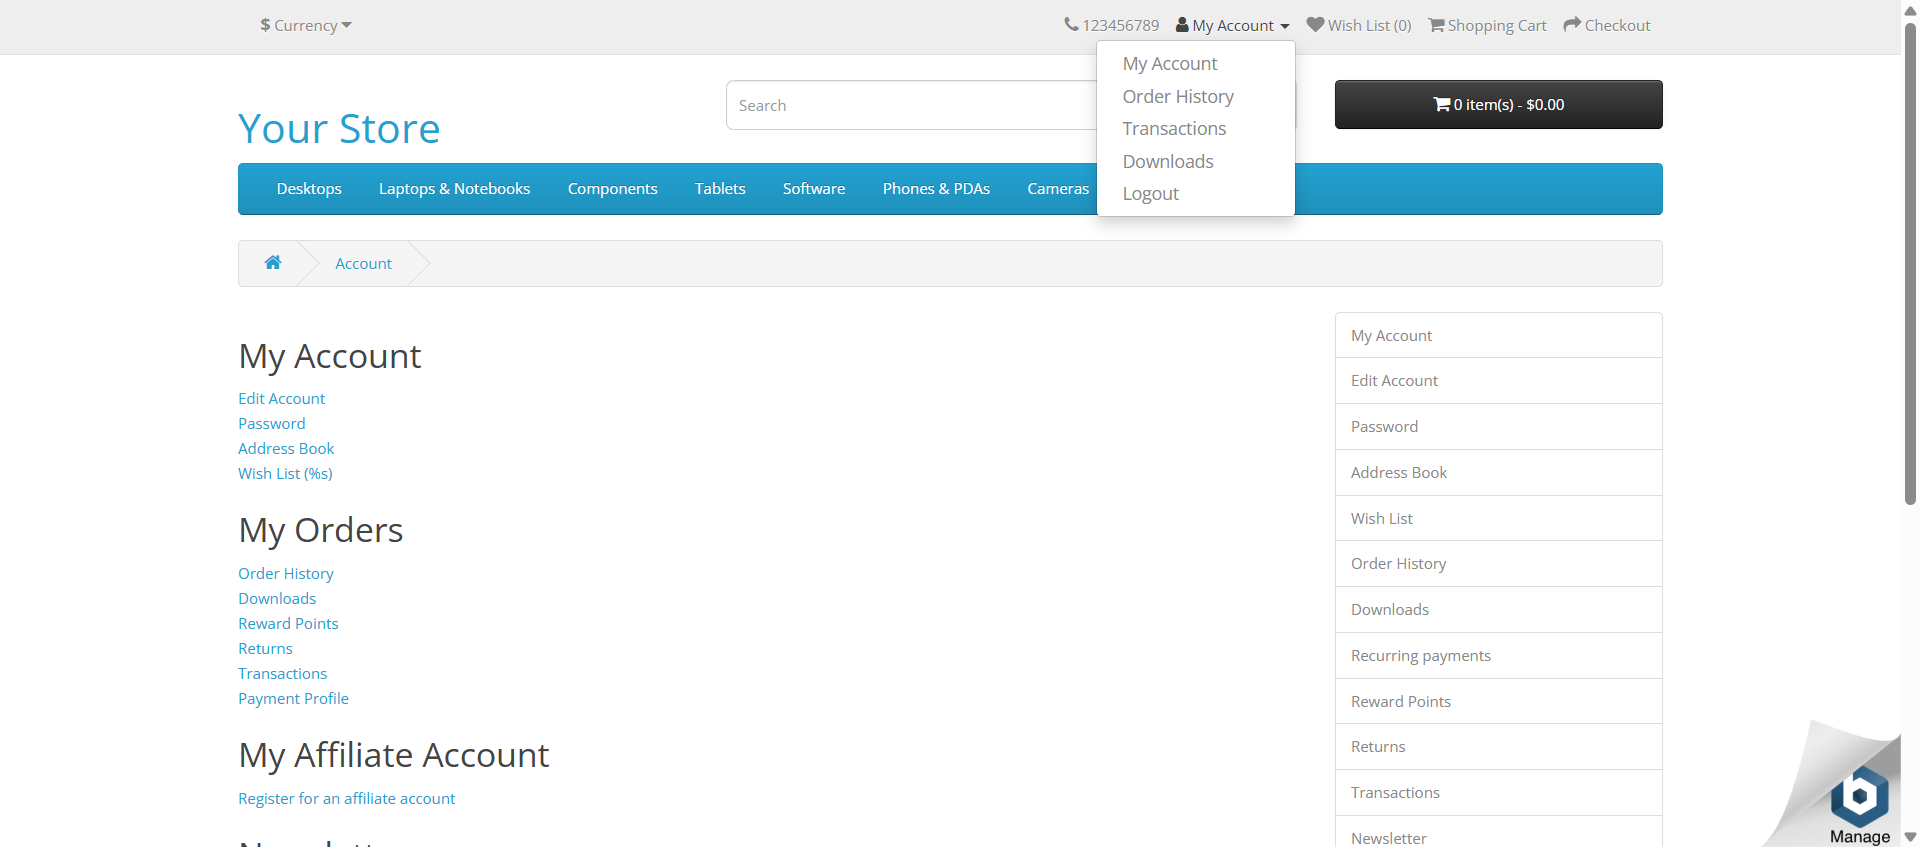 $ Currency
123456789 My Account Wish List (0) Shopping Cart Checkout
My Account
Order History
Transactions
Downloads
Logout
Your Store
Search
0 item(s) - $0.00
Desktops Laptops & Notebooks Components Tablets Software Phones & PDAs Cameras
Account
My Account
Edit Account
Password
Address Book
Wish List (%s)
My Orders
Order History
Downloads
Reward Points
Returns
Transactions
Payment Profile
My Affiliate Account
Register for an affiliate account
My Account
Edit Account
Password
Address Book
Wish List
Order History
Downloads
Recurring payments
Reward Points
Returns
Transactions
Newsletter
b
Manage